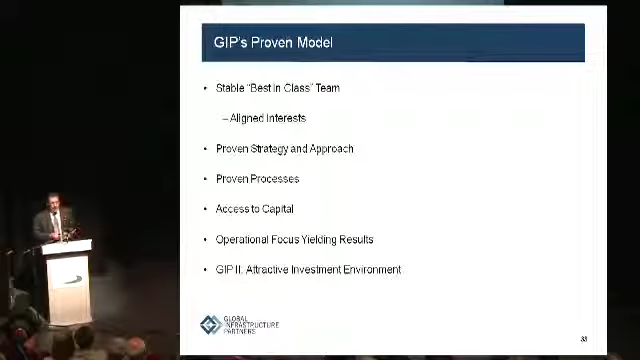 GIP's Proven Model
• Stable "Best in Class" Team
– Aligned Interests
• Proven Strategy and Approach
• Proven Processes
• Access to Capital
• Operational Focus Yielding Results
• GIP II: Attractive Investment Environment
GLOBAL
INFRASTRUCTURE
PARTNERS
33